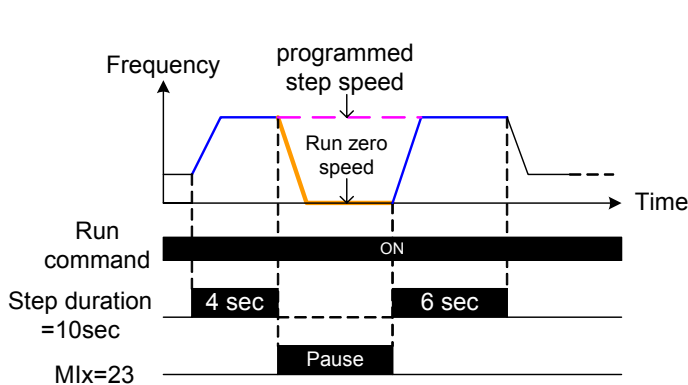 programmed
step speed
Frequency
Run zero
speed
Time
Run
command
ON
Step duration
=10sec
4 sec
6 sec
Pause
MIx=23